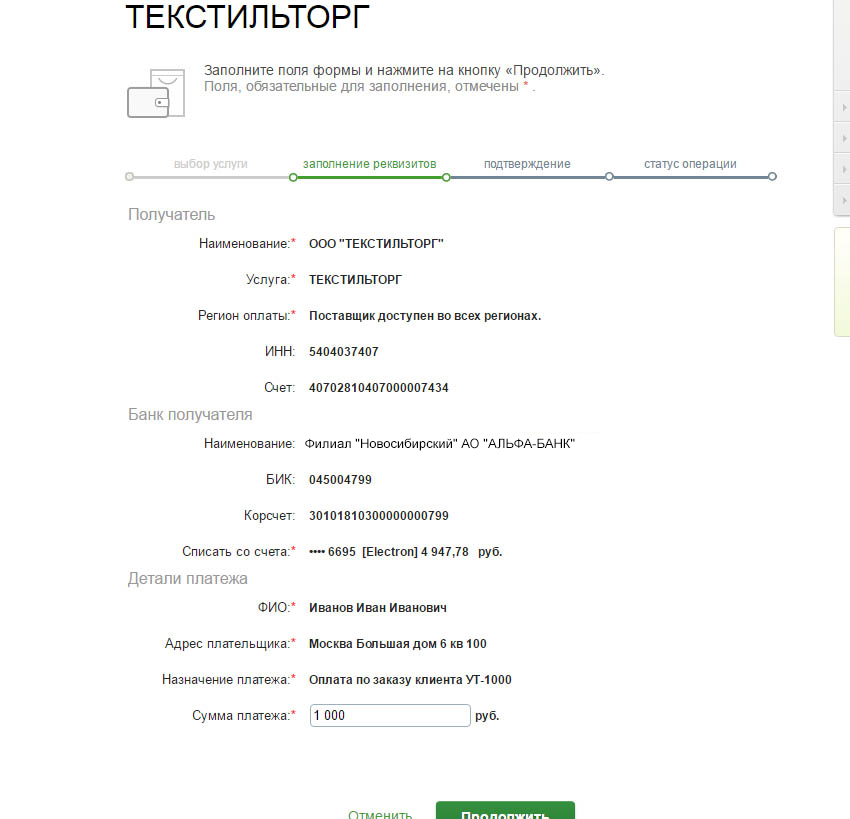 ТЕКСТИЛЬТОРГ
Заполните поля формы и нажмите на кнопку «Продолжить».
Поля, обязательные для заполнения, отмечены * .
выбор услуги заполнение реквизитов подтверждение статус операции
Получатель
Наименование:* ООО "ТЕКСТИЛЬТОРГ"
Услуга:* ТЕКСТИЛЬТОРГ
Регион оплаты:* Поставщик доступен во всех регионах.
ИНН: 5404037407
Счет: 40702810407000007434
Банк получателя
Наименование: Филиал "Новосибирский" АО "АЛЬФА-БАНК"
БИК: 045004799
Корсчет: 30101810300000000799
Списать со счета:* •••• 6695 [Electron] 4 947,78 руб.
Детали платежа
ФИО:* Иванов Иван Иванович
Адрес плательщика:* Москва Большая дом 6 кв 100
Назначение платежа:* Оплата по заказу клиента УТ-1000
Сумма платежа:* 1 000 руб.
Отменить Продолжить